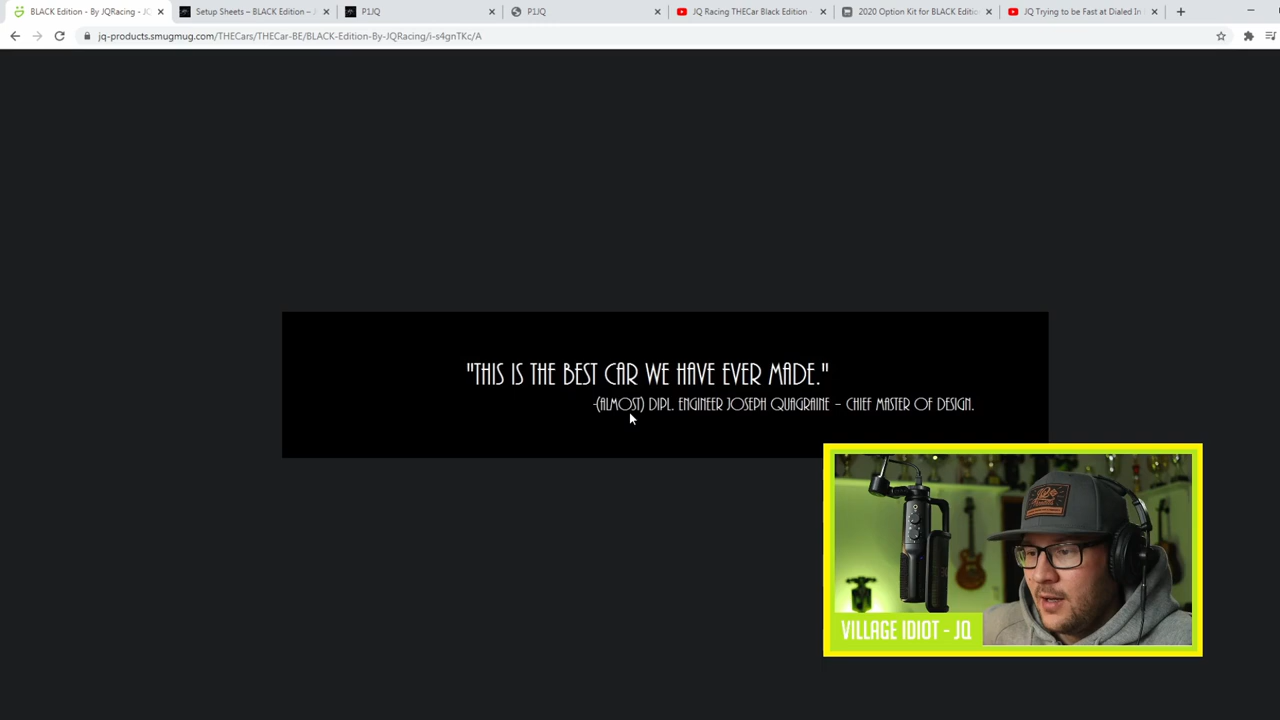 BLACK Edition - By JQRacing - JQ
Setup Sheets – BLACK Edition –
P1JQ
P1JQ
JQ Racing THECar Black Edition
2020 Option Kit for BLACK Editio
JQ Trying to be Fast at Dialed In
jq-products.smugmug.com/THECars/THECar-BE/BLACK-Edition-By-JQRacing/i-s4gnTKc/A
"THIS IS THE BEST CAR WE HAVE EVER MADE."
-(ALMOST) DIPL. ENGINEER JOSEPH QUAGRAINE – CHIEF MASTER OF DESIGN.
VILLAGE IDIOT - JQ